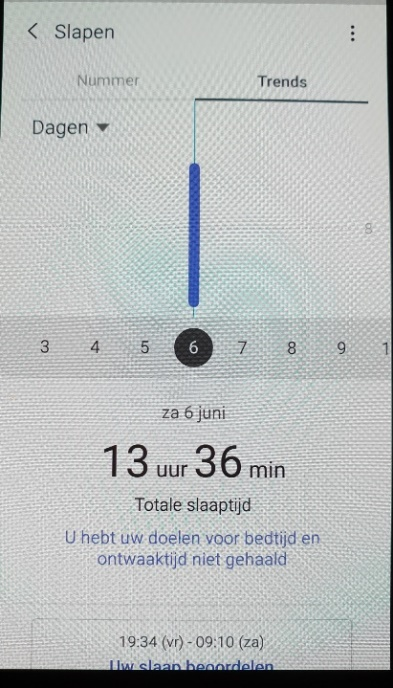 Slapen
Nummer Trends
Dagen
8
3 4 5 6 7 8 9 1
za 6 juni
13 uur 36 min
Totale slaaptijd
U hebt uw doelen voor bedtijd en
ontwaaktijd niet gehaald
19:34 (vr) - 09:10 (za)
Uw slaap beoordelen